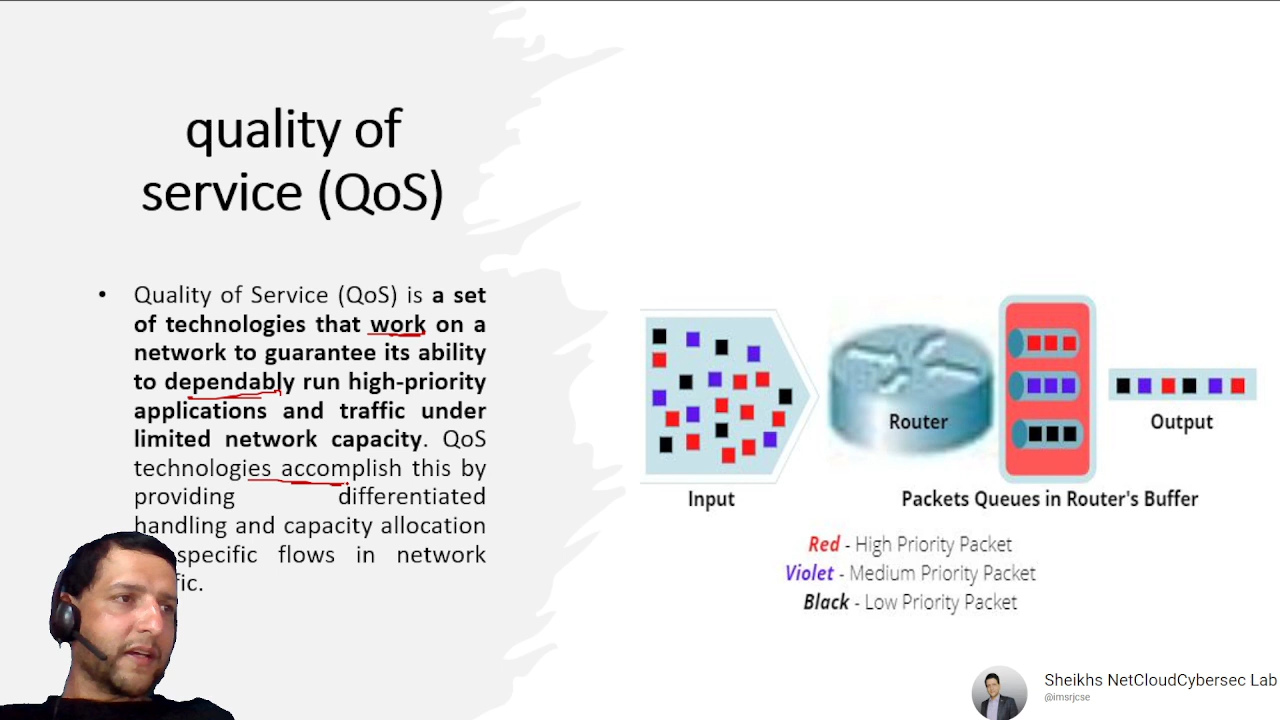 quality of
service (QoS)
• Quality of Service (QoS) is a set
of technologies that work on a
network to guarantee its ability
to dependably run high-priority
applications and traffic under
limited network capacity. QoS
technologies accomplish this by
providing differentiated
handling and capacity allocation
specific flows in network
Router
Input
Packets Queues in Router's Buffer
Output
Red - High Priority Packet
Violet - Medium Priority Packet
Black - Low Priority Packet
Sheikhs NetCloudCybersec Lab
@imsrjcse